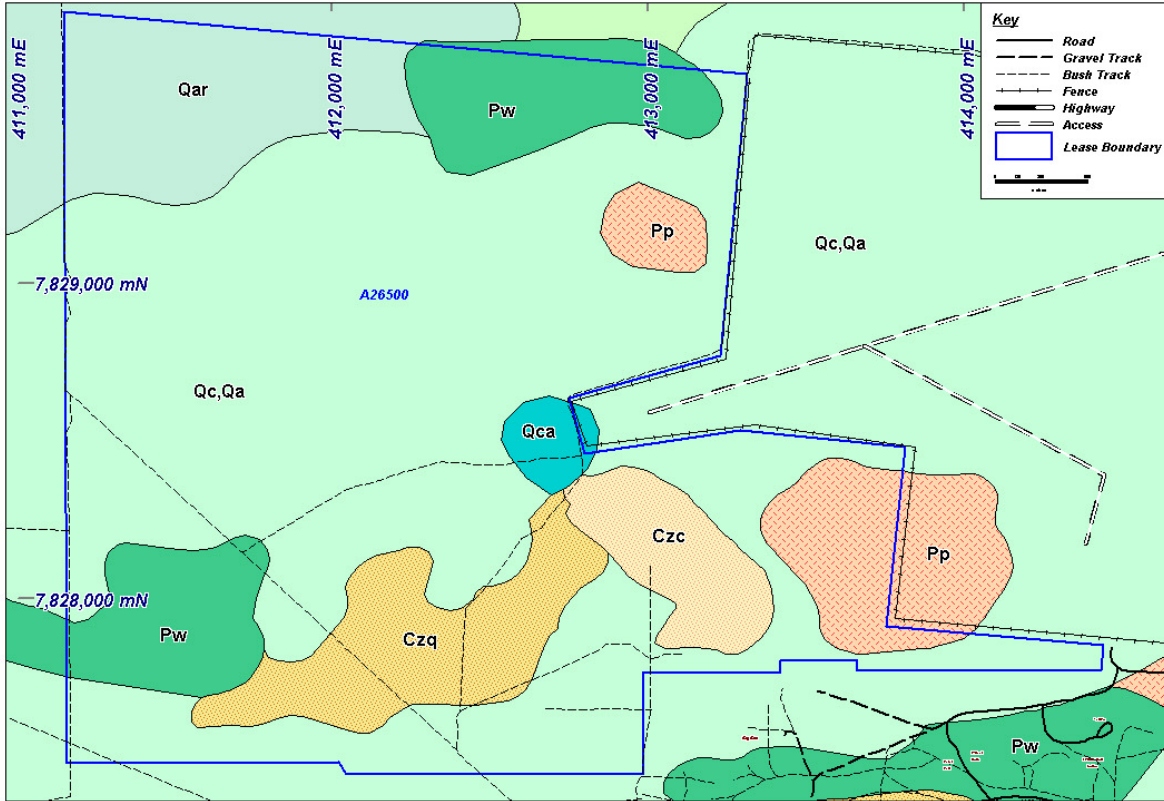 Key
Road
Gravel Track
Bush Track
Fence
Highway
Access
Lease Boundary
411,000 mE
412,000 mE
413,000 mE
414,000 mE
Qar
Pw
Pp
Qc,Qa
7,829,000 mN
A26500
Qc,Qa
Qca
Czc
Pp
7,828,000 mN
Pw
Czq
Pw